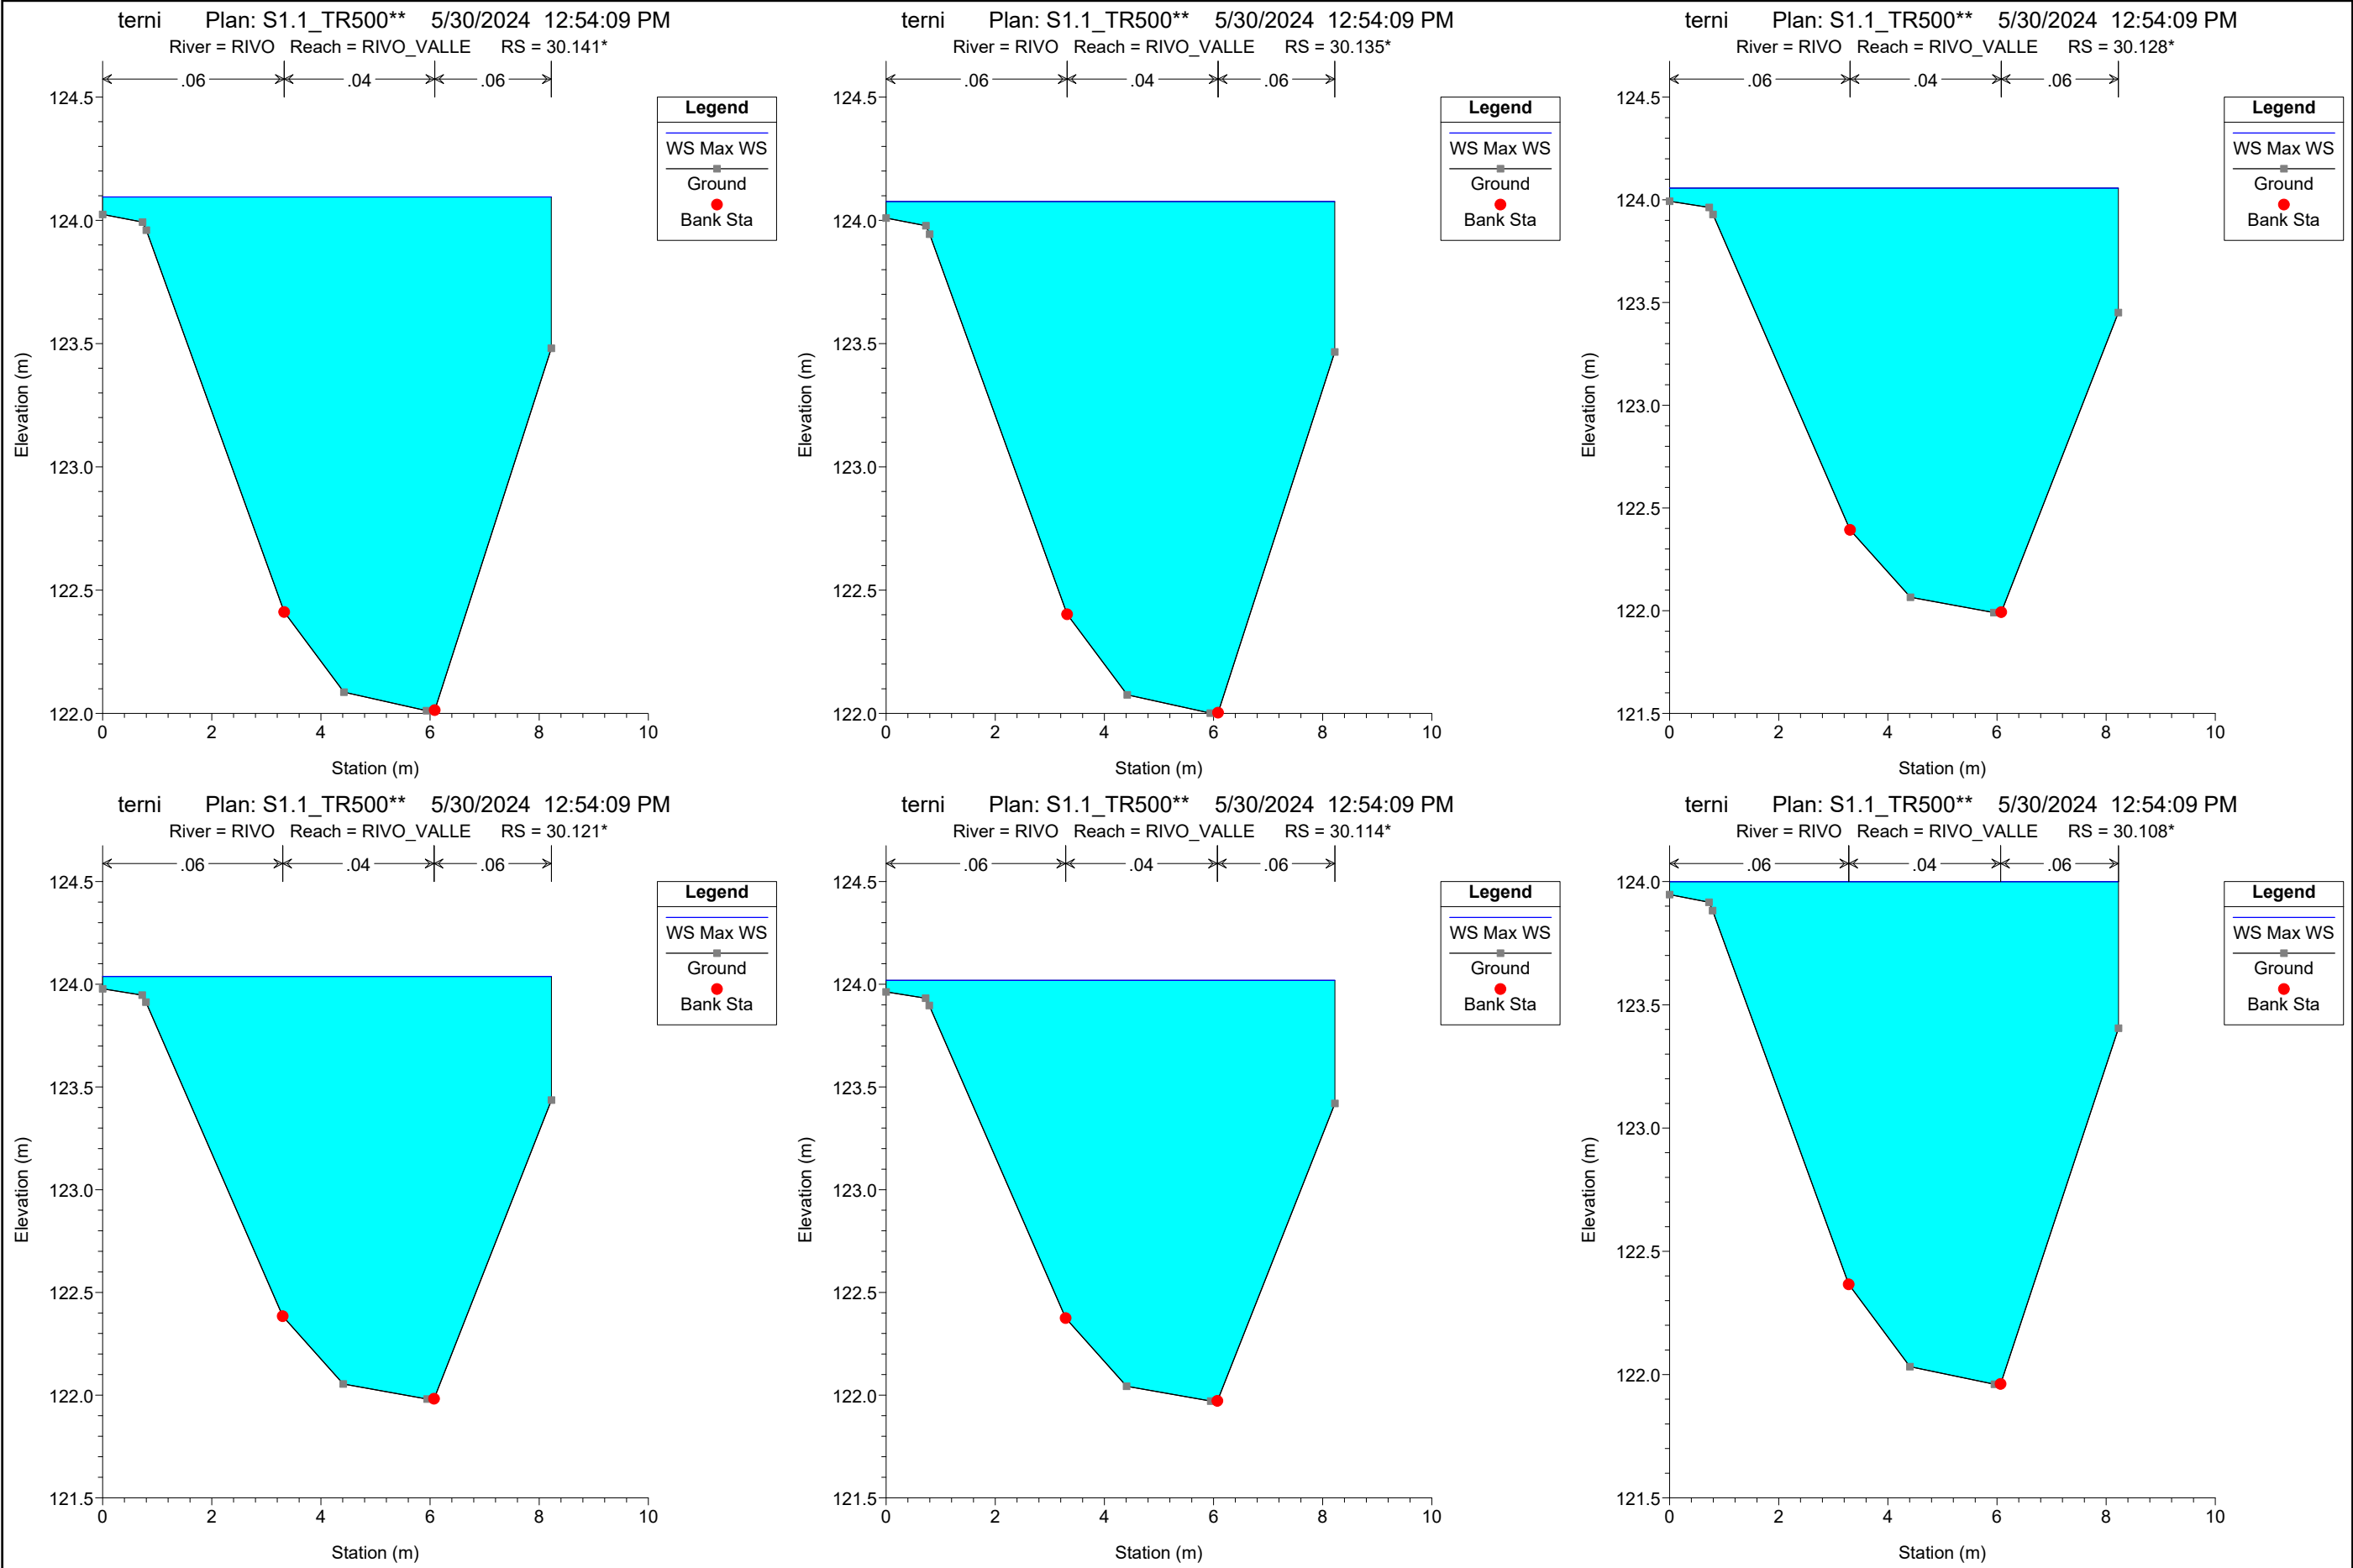 terni Plan: S1.1_TR500** 5/30/2024 12:54:09 PM
River = RIVO Reach = RIVO_VALLE RS = 30.141*
.06 .04 .06
124.5
124.0
123.5
123.0
122.5
122.0
0 2 4 6 8 10
Station (m)
Elevation (m)
Legend
WS Max WS
Ground
Bank Sta
terni Plan: S1.1_TR500** 5/30/2024 12:54:09 PM
River = RIVO Reach = RIVO_VALLE RS = 30.135*
.06 .04 .06
124.5
124.0
123.5
123.0
122.5
122.0
0 2 4 6 8 10
Station (m)
Elevation (m)
Legend
WS Max WS
Ground
Bank Sta
terni Plan: S1.1_TR500** 5/30/2024 12:54:09 PM
River = RIVO Reach = RIVO_VALLE RS = 30.128*
.06 .04 .06
124.5
124.0
123.5
123.0
122.5
122.0
121.5
0 2 4 6 8 10
Station (m)
Elevation (m)
Legend
WS Max WS
Ground
Bank Sta
terni Plan: S1.1_TR500** 5/30/2024 12:54:09 PM
River = RIVO Reach = RIVO_VALLE RS = 30.121*
.06 .04 .06
124.5
124.0
123.5
123.0
122.5
122.0
121.5
0 2 4 6 8 10
Station (m)
Elevation (m)
Legend
WS Max WS
Ground
Bank Sta
terni Plan: S1.1_TR500** 5/30/2024 12:54:09 PM
River = RIVO Reach = RIVO_VALLE RS = 30.114*
.06 .04 .06
124.5
124.0
123.5
123.0
122.5
122.0
121.5
0 2 4 6 8 10
Station (m)
Elevation (m)
Legend
WS Max WS
Ground
Bank Sta
terni Plan: S1.1_TR500** 5/30/2024 12:54:09 PM
River = RIVO Reach = RIVO_VALLE RS = 30.108*
.06 .04 .06
124.0
123.5
123.0
122.5
122.0
121.5
0 2 4 6 8 10
Station (m)
Elevation (m)
Legend
WS Max WS
Ground
Bank Sta